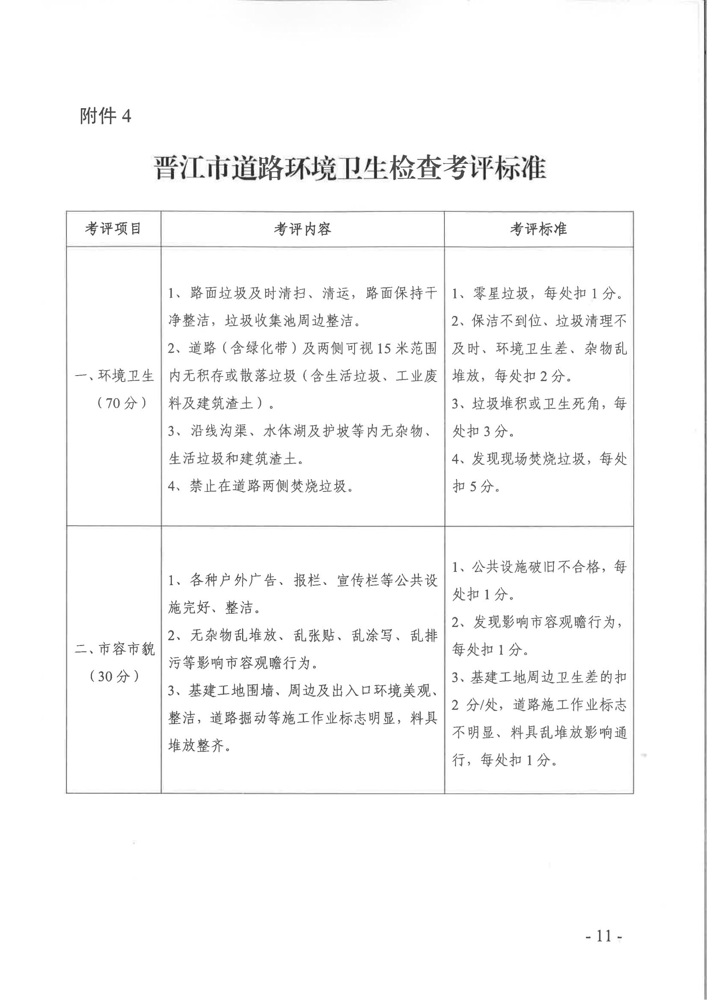 附件 4
晋江市道路环境卫生检查考评标准
考评项目
考评内容
考评标准
一、环境卫生
（70 分）
1、路面垃圾及时清扫、清运，路面保持干
净整洁，垃圾收集池周边整洁。
2、道路（含绿化带）及两侧可视 15 米范围
内无积存或散落垃圾（含生活垃圾、工业废
料及建筑渣土）。
3、沿线沟渠、水体湖及护坡等内无杂物、
生活垃圾和建筑渣土。
4、禁止在道路两侧焚烧垃圾。
1、零星垃圾，每处扣 1 分。
2、保洁不到位、垃圾清理不
及时、环境卫生差、杂物乱
堆放，每处扣 2 分。
3、垃圾堆积或卫生死角，每
处扣 3 分。
4、发现现场焚烧垃圾，每处
扣 5 分。
二、市容市貌
（30 分）
1、各种户外广告、报栏、宣传栏等公共设
施完好、整洁。
2、无杂物乱堆放、乱张贴、乱涂写、乱排
污等影响市容观瞻行为。
3、基建工地围墙、周边及出入口环境美观、
整洁，道路掘动等施工作业标志明显，料具
堆放整齐。
1、公共设施破旧不合格，每
处扣 1 分。
2、发现影响市容观瞻行为，
每处扣 1 分。
3、基建工地周边卫生差的扣
2 分/处，道路施工作业标志
不明显、料具乱堆放影响通
行，每处扣 1 分。
- 11 -